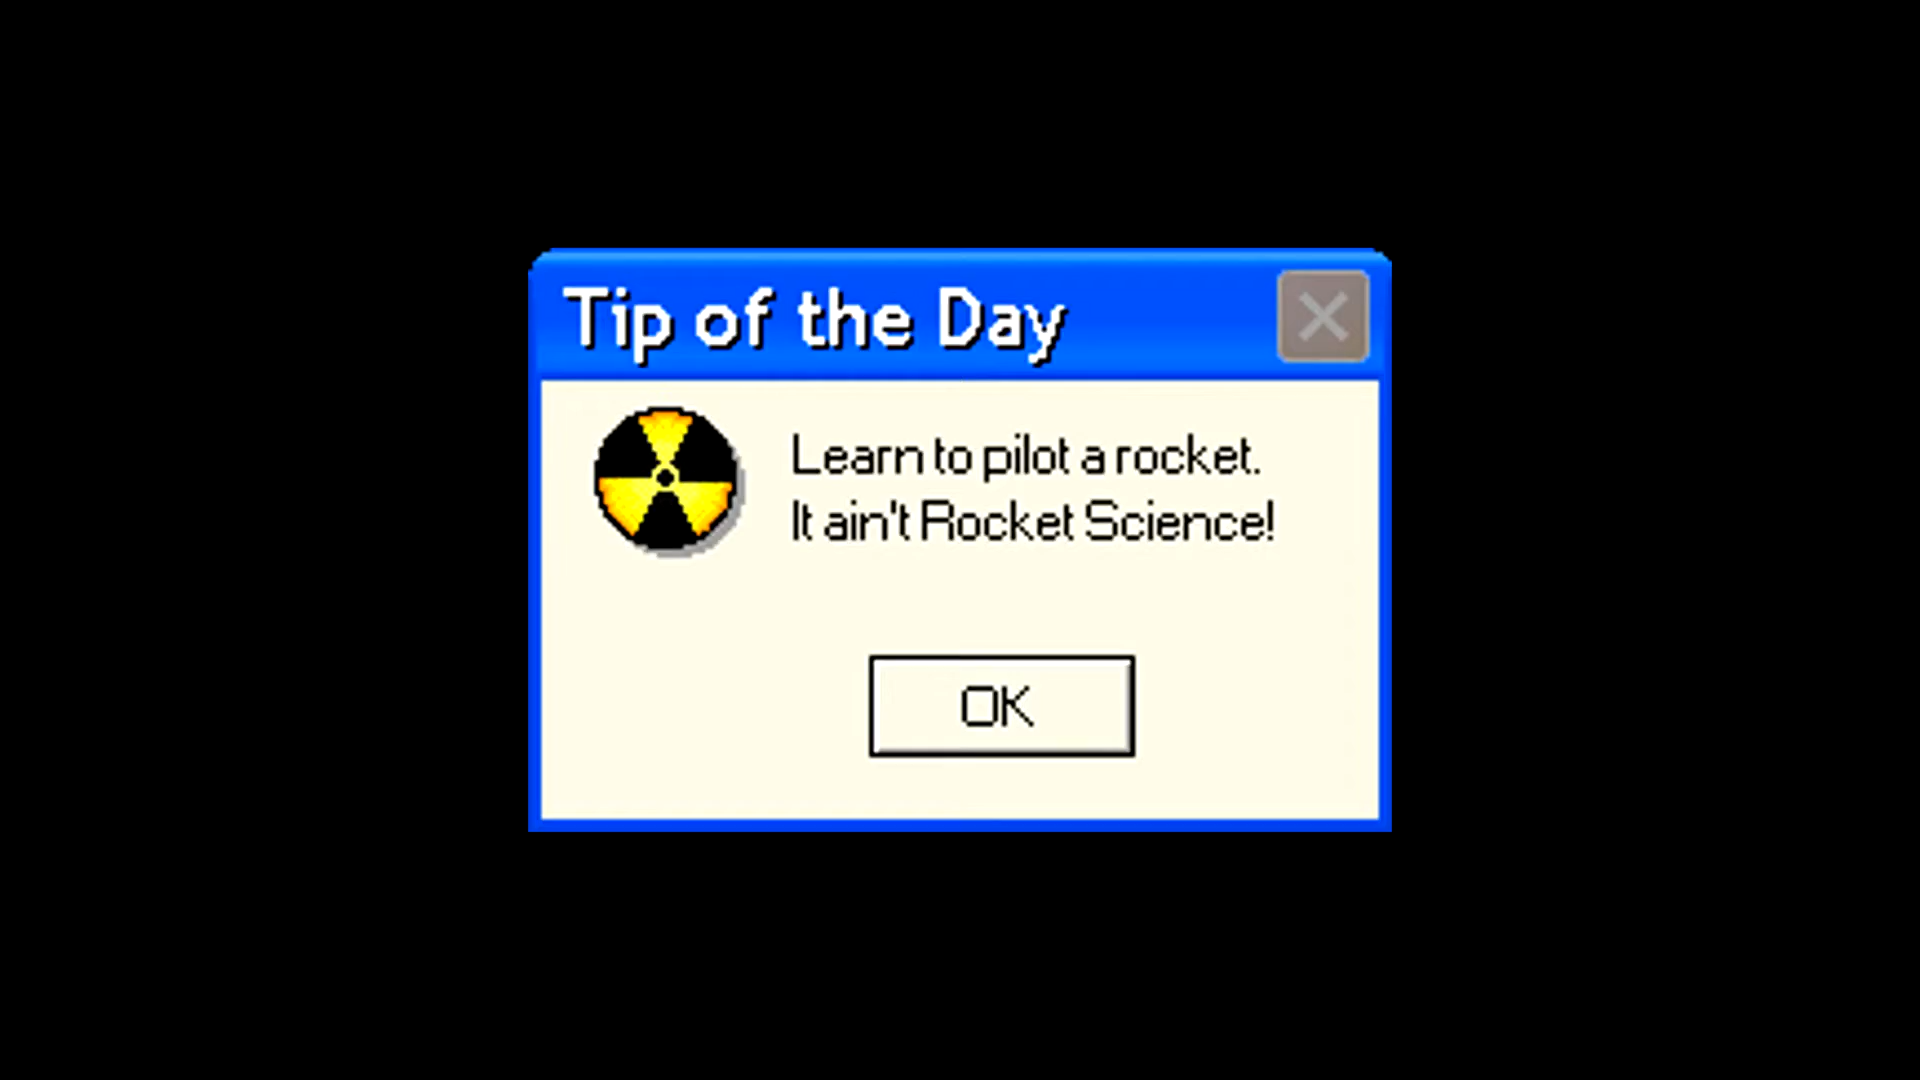 Tip of the Day
Learn to pilot a rocket.
It ain't Rocket Science!
OK